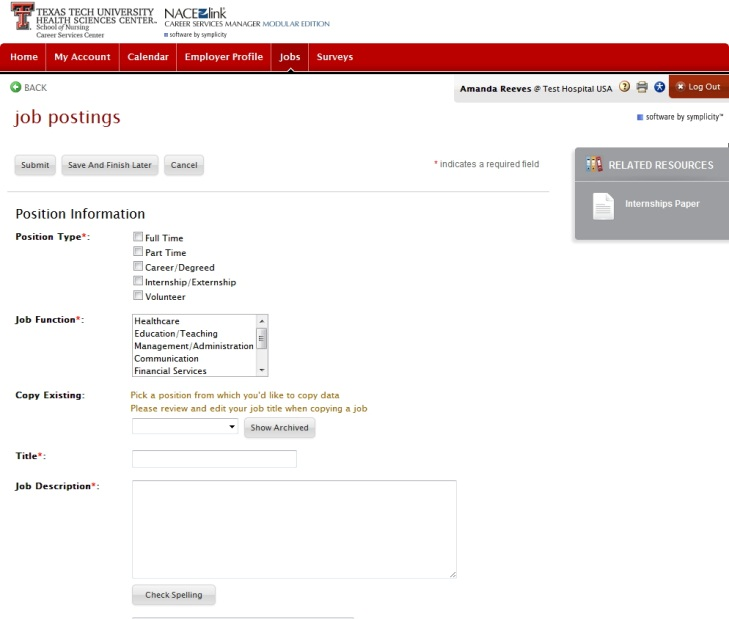 TEXAS TECH UNIVERSITY
HEALTH SCIENCES CENTER.
School of Nursing
Career Services Center
NACElink
CAREER SERVICES MANAGER MODULAR EDITION
software by symplicity
Home
My Account
Calendar
Employer Profile
Jobs
Surveys
BACK
Amanda Reeves @ Test Hospital USA
Log Out
job postings
software by symplicity™
Submit
Save And Finish Later
Cancel
* indicates a required field
RELATED RESOURCES
Internships Paper
Position Information
Position Type*:
Full Time
Part Time
Career/Degreed
Internship/Externship
Volunteer
Job Function*:
Healthcare
Education/Teaching
Management/Administration
Communication
Financial Services
Copy Existing:
Pick a position from which you'd like to copy data
Please review and edit your job title when copying a job
Show Archived
Title*:
Job Description*:
Check Spelling